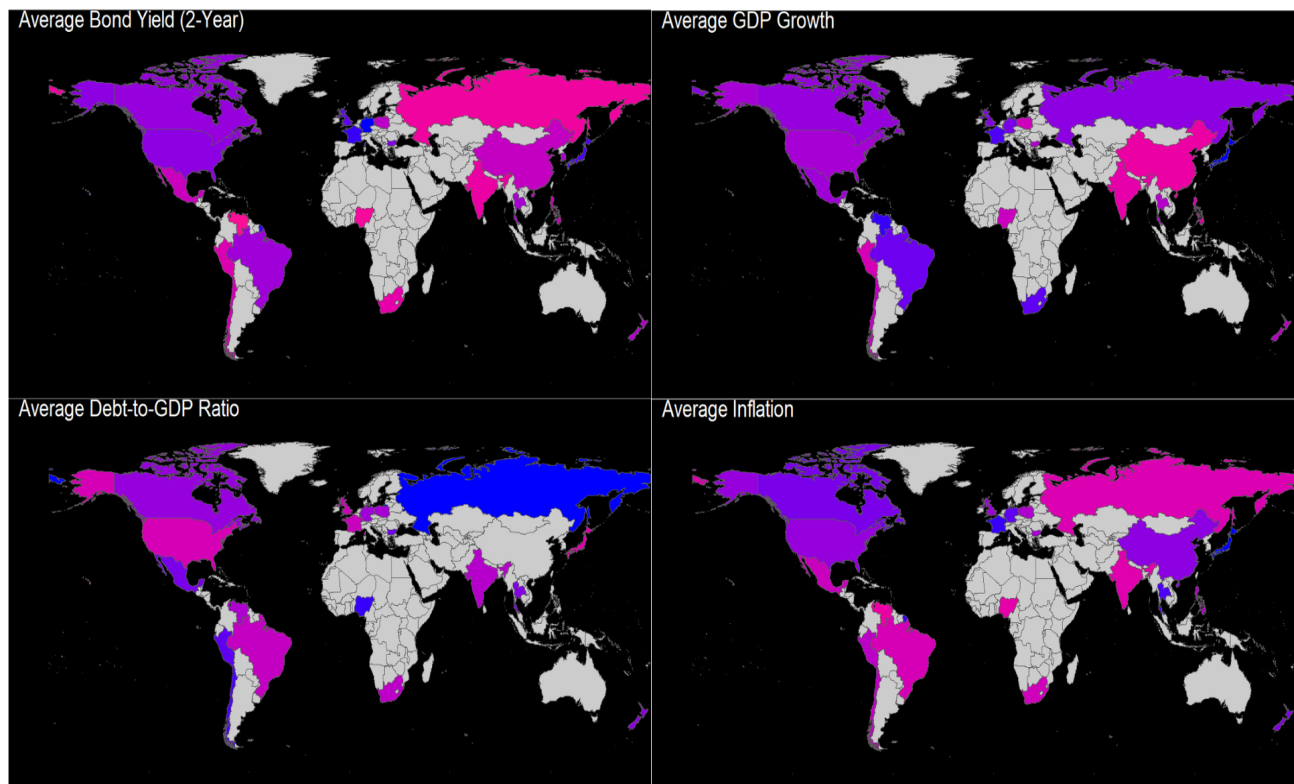 Average Bond Yield (2-Year)
Average GDP Growth
Average Debt-to-GDP Ratio
Average Inflation